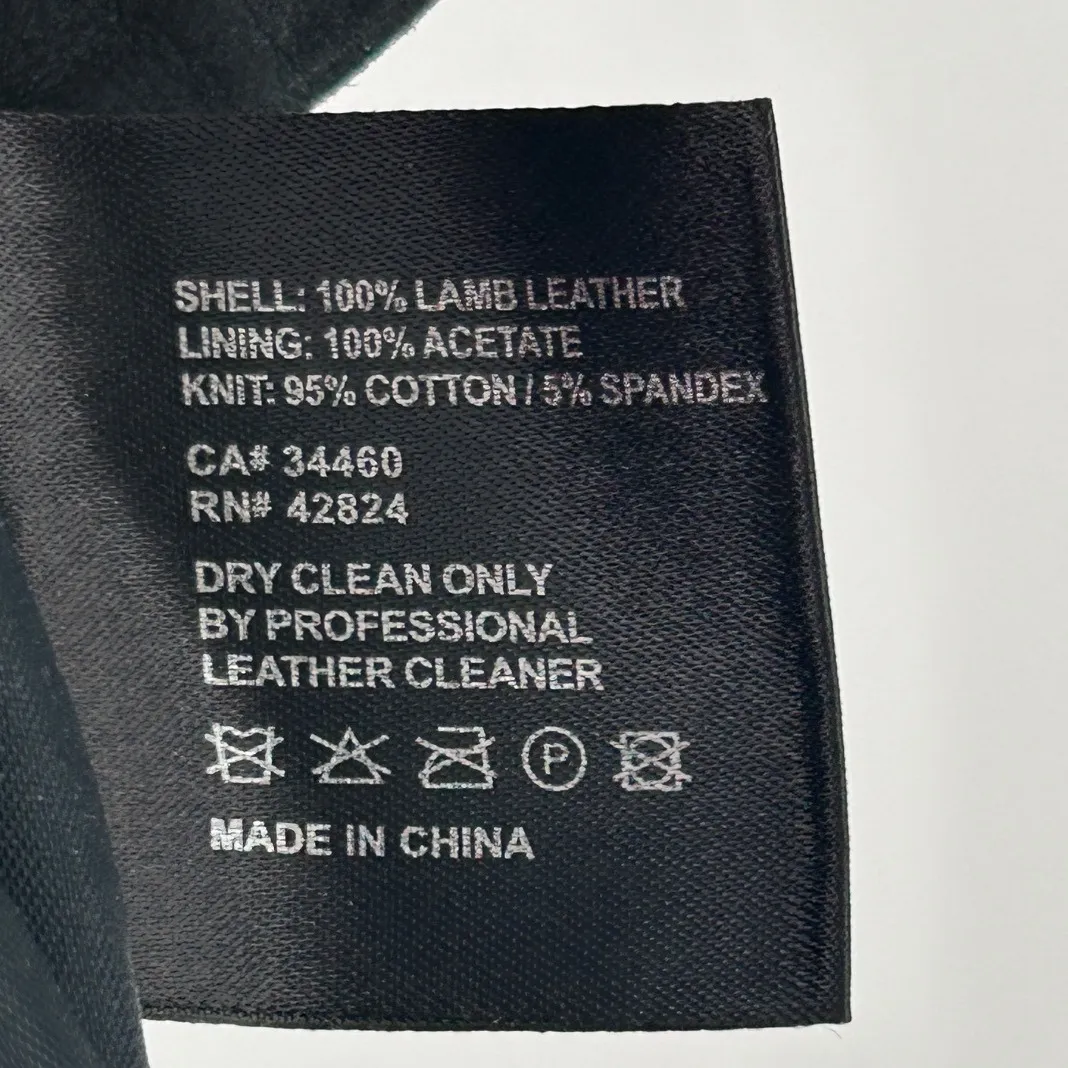 SHELL: 100% LAMB LEATHER
LINING: 100% ACETATE
KNIT: 95% COTTON / 5% SPANDEX
CA# 34460
RN# 42824
DRY CLEAN ONLY
BY PROFESSIONAL
LEATHER CLEANER
P
MADE IN CHINA